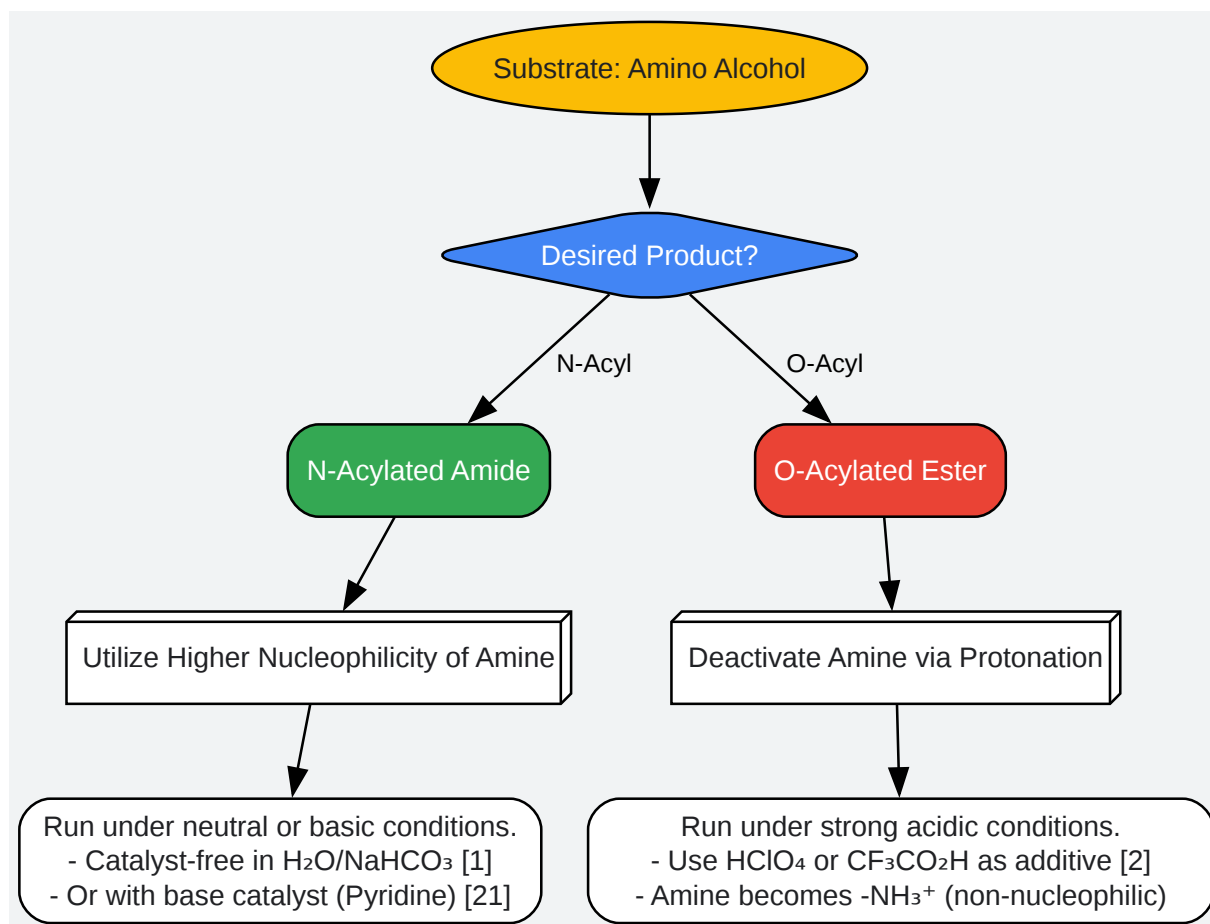 Substrate: Amino Alcohol
Desired Product?
N-Acyl
O-Acyl
N-Acylated Amide
O-Acylated Ester
Utilize Higher Nucleophilicity of Amine
Deactivate Amine via Protonation
Run under neutral or basic conditions.
- Catalyst-free in H₂O/NaHCO₃ [1]
- Or with base catalyst (Pyridine) [21]
Run under strong acidic conditions.
- Use HClO₄ or CF₃CO₂H as additive [2]
- Amine becomes -NH₃⁺ (non-nucleophilic)